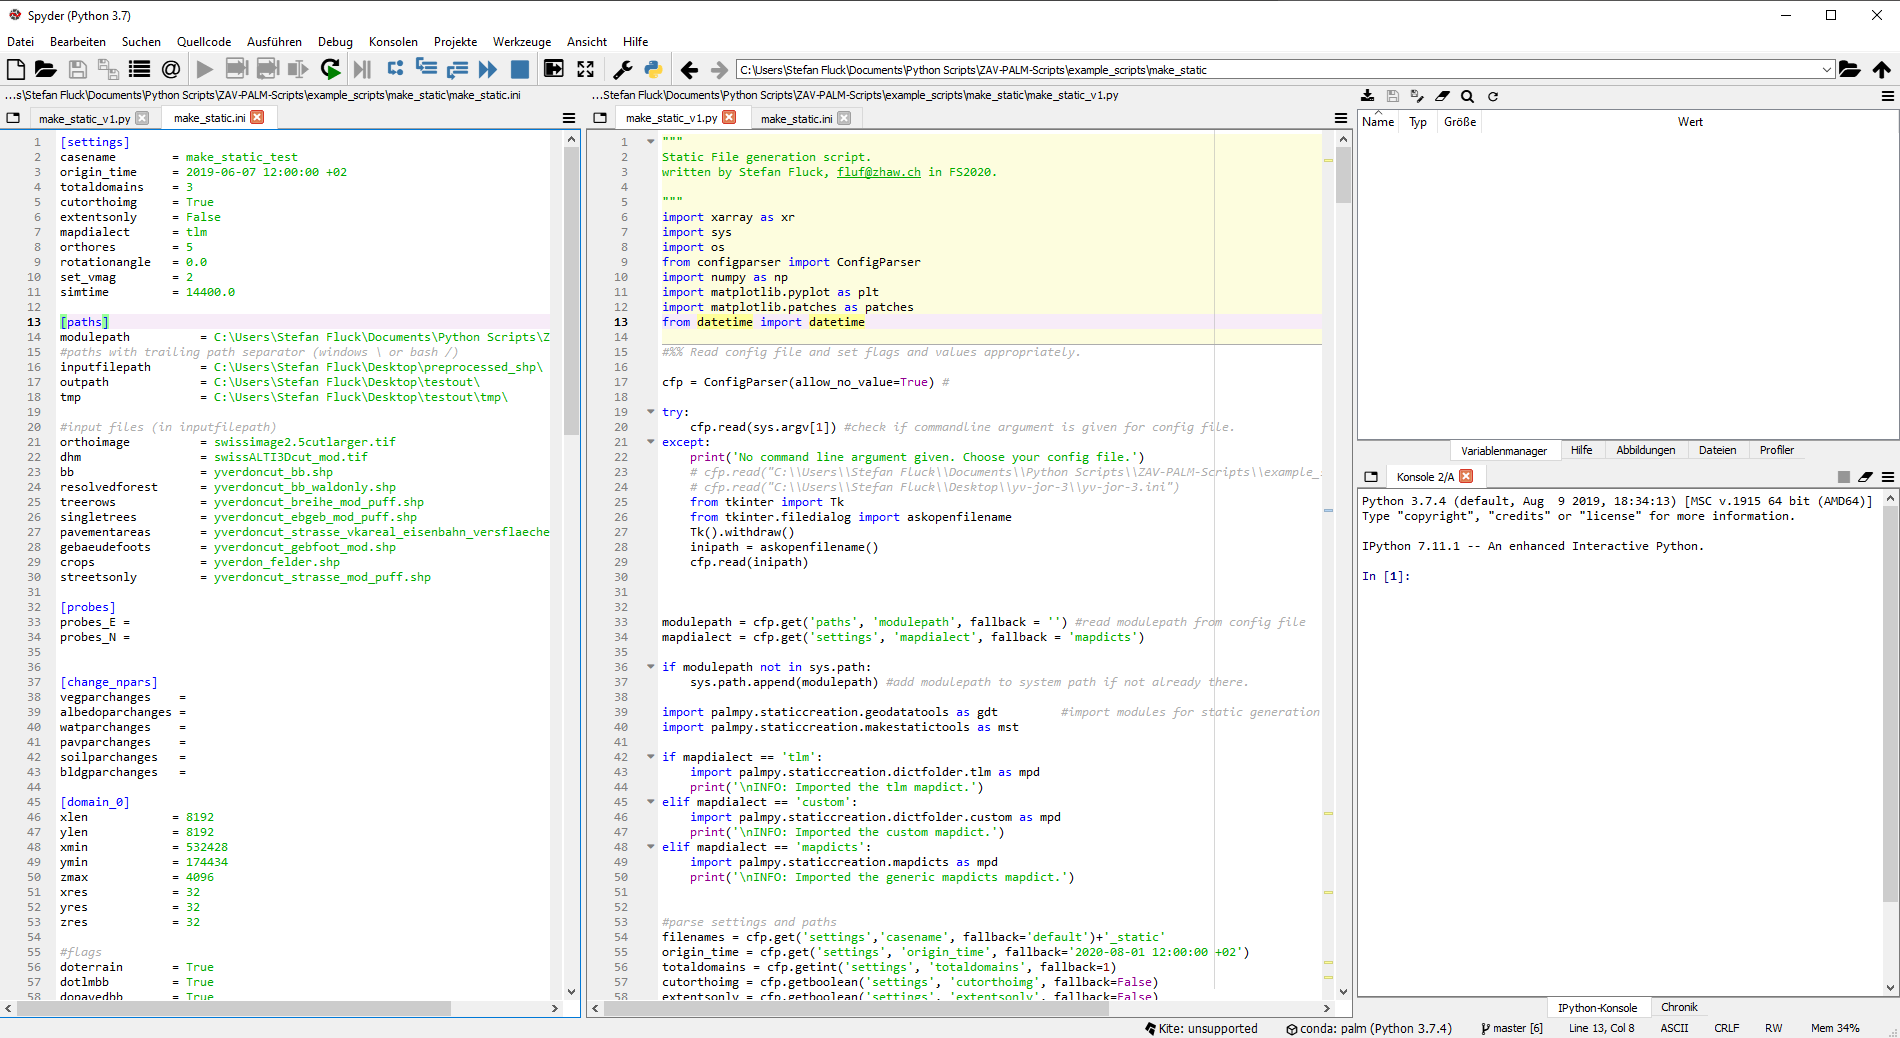 Spyder (Python 3.7)
Datei Bearbeiten Suchen Quellcode Ausführen Debug Konsolen Projekte Werkzeuge Ansicht Hilfe
C:\Users\Stefan Fluck\Documents\Python Scripts\ZAV-PALM-Scripts\example_scripts\make_static
...s\Stefan Fluck\Documents\Python Scripts\ZAV-PALM-Scripts\example_scripts\make_static\make_static.ini
make_static_v1.py make_static.ini
1 [settings]
2 casename = make_static_test
3 origin_time = 2019-06-07 12:00:00 +02
4 totaldomains = 3
5 cutorthoimg = True
6 extentsonly = False
7 mapdialect = tlm
8 orthores = 5
9 rotationangle = 0.0
10 set_vmag = 2
11 simtime = 14400.0
12
13 [paths]
14 modulepath = C:\Users\Stefan Fluck\Documents\Python Scripts\Z
15 #paths with trailing path separator (windows \ or bash /)
16 inputfilepath = C:\Users\Stefan Fluck\Desktop\preprocessed_shp\
17 outpath = C:\Users\Stefan Fluck\Desktop\testout\
18 tmp = C:\Users\Stefan Fluck\Desktop\testout\tmp\
19
20 #input files (in inputfilepath)
21 orthoimage = swissimage2.5cutlarger.tif
22 dhm = swissALTI3Dcut_mod.tif
23 bb = yverdoncut_bb.shp
24 resolvedforest = yverdoncut_bb_waldonly.shp
25 treerows = yverdoncut_breihe_mod_puff.shp
26 singletrees = yverdoncut_ebgeb_mod_puff.shp
27 pavementareas = yverdoncut_strasse_vkareal_eisenbahn_versflaeche
28 gebaeudefoots = yverdoncut_gebfoot_mod.shp
29 crops = yverdon_felder.shp
30 streetsonly = yverdoncut_strasse_mod_puff.shp
31
32 [probes]
33 probes_E =
34 probes_N =
35
36
37 [change_npars]
38 vegparchanges =
39 albedoparchanges =
40 watparchanges =
41 pavparchanges =
42 soilparchanges =
43 bldgparchanges =
44
45 [domain_0]
46 xlen = 8192
47 ylen = 8192
48 xmin = 532428
49 ymin = 174434
50 zmax = 4096
51 xres = 32
52 yres = 32
53 zres = 32
54
55 #flags
56 doterrain = True
57 dotlmbb = True
58 dopavedbb = True
...Stefan Fluck\Documents\Python Scripts\ZAV-PALM-Scripts\example_scripts\make_static\make_static_v1.py
make_static_v1.py make_static.ini
1 """
2 Static File generation script.
3 written by Stefan Fluck, fluf@zhaw.ch in FS2020.
4
5 """
6 import xarray as xr
7 import sys
8 import os
9 from configparser import ConfigParser
10 import numpy as np
11 import matplotlib.pyplot as plt
12 import matplotlib.patches as patches
13 from datetime import datetime
14
15 #%% Read config file and set flags and values appropriately.
16
17 cfp = ConfigParser(allow_no_value=True) #
18
19 try:
20 cfp.read(sys.argv[1]) #check if commandline argument is given for config file.
21 except:
22 print('No command line argument given. Choose your config file.')
23 # cfp.read("C:\\Users\\Stefan Fluck\\Documents\\Python Scripts\\ZAV-PALM-Scripts\\example_s
24 # cfp.read("C:\\Users\\Stefan Fluck\\Desktop\\yv-jor-3\\yv-jor-3.ini")
25 from tkinter import Tk
26 from tkinter.filedialog import askopenfilename
27 Tk().withdraw()
28 inipath = askopenfilename()
29 cfp.read(inipath)
30
31
32
33 modulepath = cfp.get('paths', 'modulepath', fallback = '') #read modulepath from config file
34 mapdialect = cfp.get('settings', 'mapdialect', fallback = 'mapdicts')
35
36 if modulepath not in sys.path:
37 sys.path.append(modulepath) #add modulepath to system path if not already there.
38
39 import palmpy.staticcreation.geodatatools as gdt #import modules for static generation
40 import palmpy.staticcreation.makestatictools as mst
41
42 if mapdialect == 'tlm':
43 import palmpy.staticcreation.dictfolder.tlm as mpd
44 print('\nINFO: Imported the tlm mapdict.')
45 elif mapdialect == 'custom':
46 import palmpy.staticcreation.dictfolder.custom as mpd
47 print('\nINFO: Imported the custom mapdict.')
48 elif mapdialect == 'mapdicts':
49 import palmpy.staticcreation.mapdicts as mpd
50 print('\nINFO: Imported the generic mapdicts mapdict.')
51
52
53 #parse settings and paths
54 filenames = cfp.get('settings','casename', fallback='default')+'_static'
55 origin_time = cfp.get('settings', 'origin_time', fallback='2020-08-01 12:00:00 +02')
56 totaldomains = cfp.getint('settings', 'totaldomains', fallback=1)
57 cutorthoimg = cfp.getboolean('settings', 'cutorthoimg', fallback=False)
58 extentsonly = cfp.getboolean('settings', 'extentsonly', fallback=False)
Name Typ Größe Wert
Variablenmanager Hilfe Abbildungen Dateien Profiler
Konsole 2/A
Python 3.7.4 (default, Aug  9 2019, 18:34:13) [MSC v.1915 64 bit (AMD64)]
Type "copyright", "credits" or "license" for more information.
IPython 7.11.1 -- An enhanced Interactive Python.
In [1]:
IPython-Konsole Chronik
Kite: unsupported conda: palm (Python 3.7.4) master [6] Line 13, Col 8 ASCII CRLF RW Mem 34%